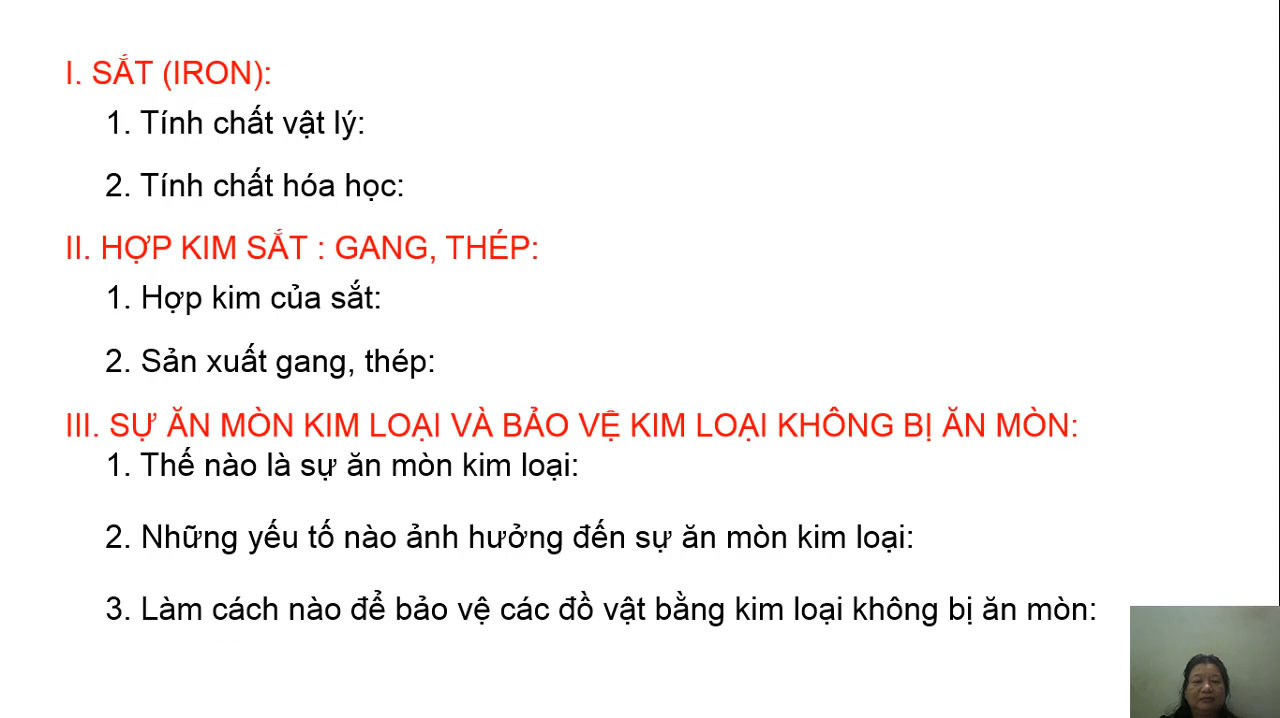 I. SẮT (IRON):
1. Tính chất vật lý:
2. Tính chất hóa học:
II. HỢP KIM SẮT : GANG, THÉP:
1. Hợp kim của sắt:
2. Sản xuất gang, thép:
III. SỰ ĂN MÒN KIM LOẠI VÀ BẢO VỆ KIM LOẠI KHÔNG BỊ ĂN MÒN:
1. Thế nào là sự ăn mòn kim loại:
2. Những yếu tố nào ảnh hưởng đến sự ăn mòn kim loại:
3. Làm cách nào để bảo vệ các đồ vật bằng kim loại không bị ăn mòn: